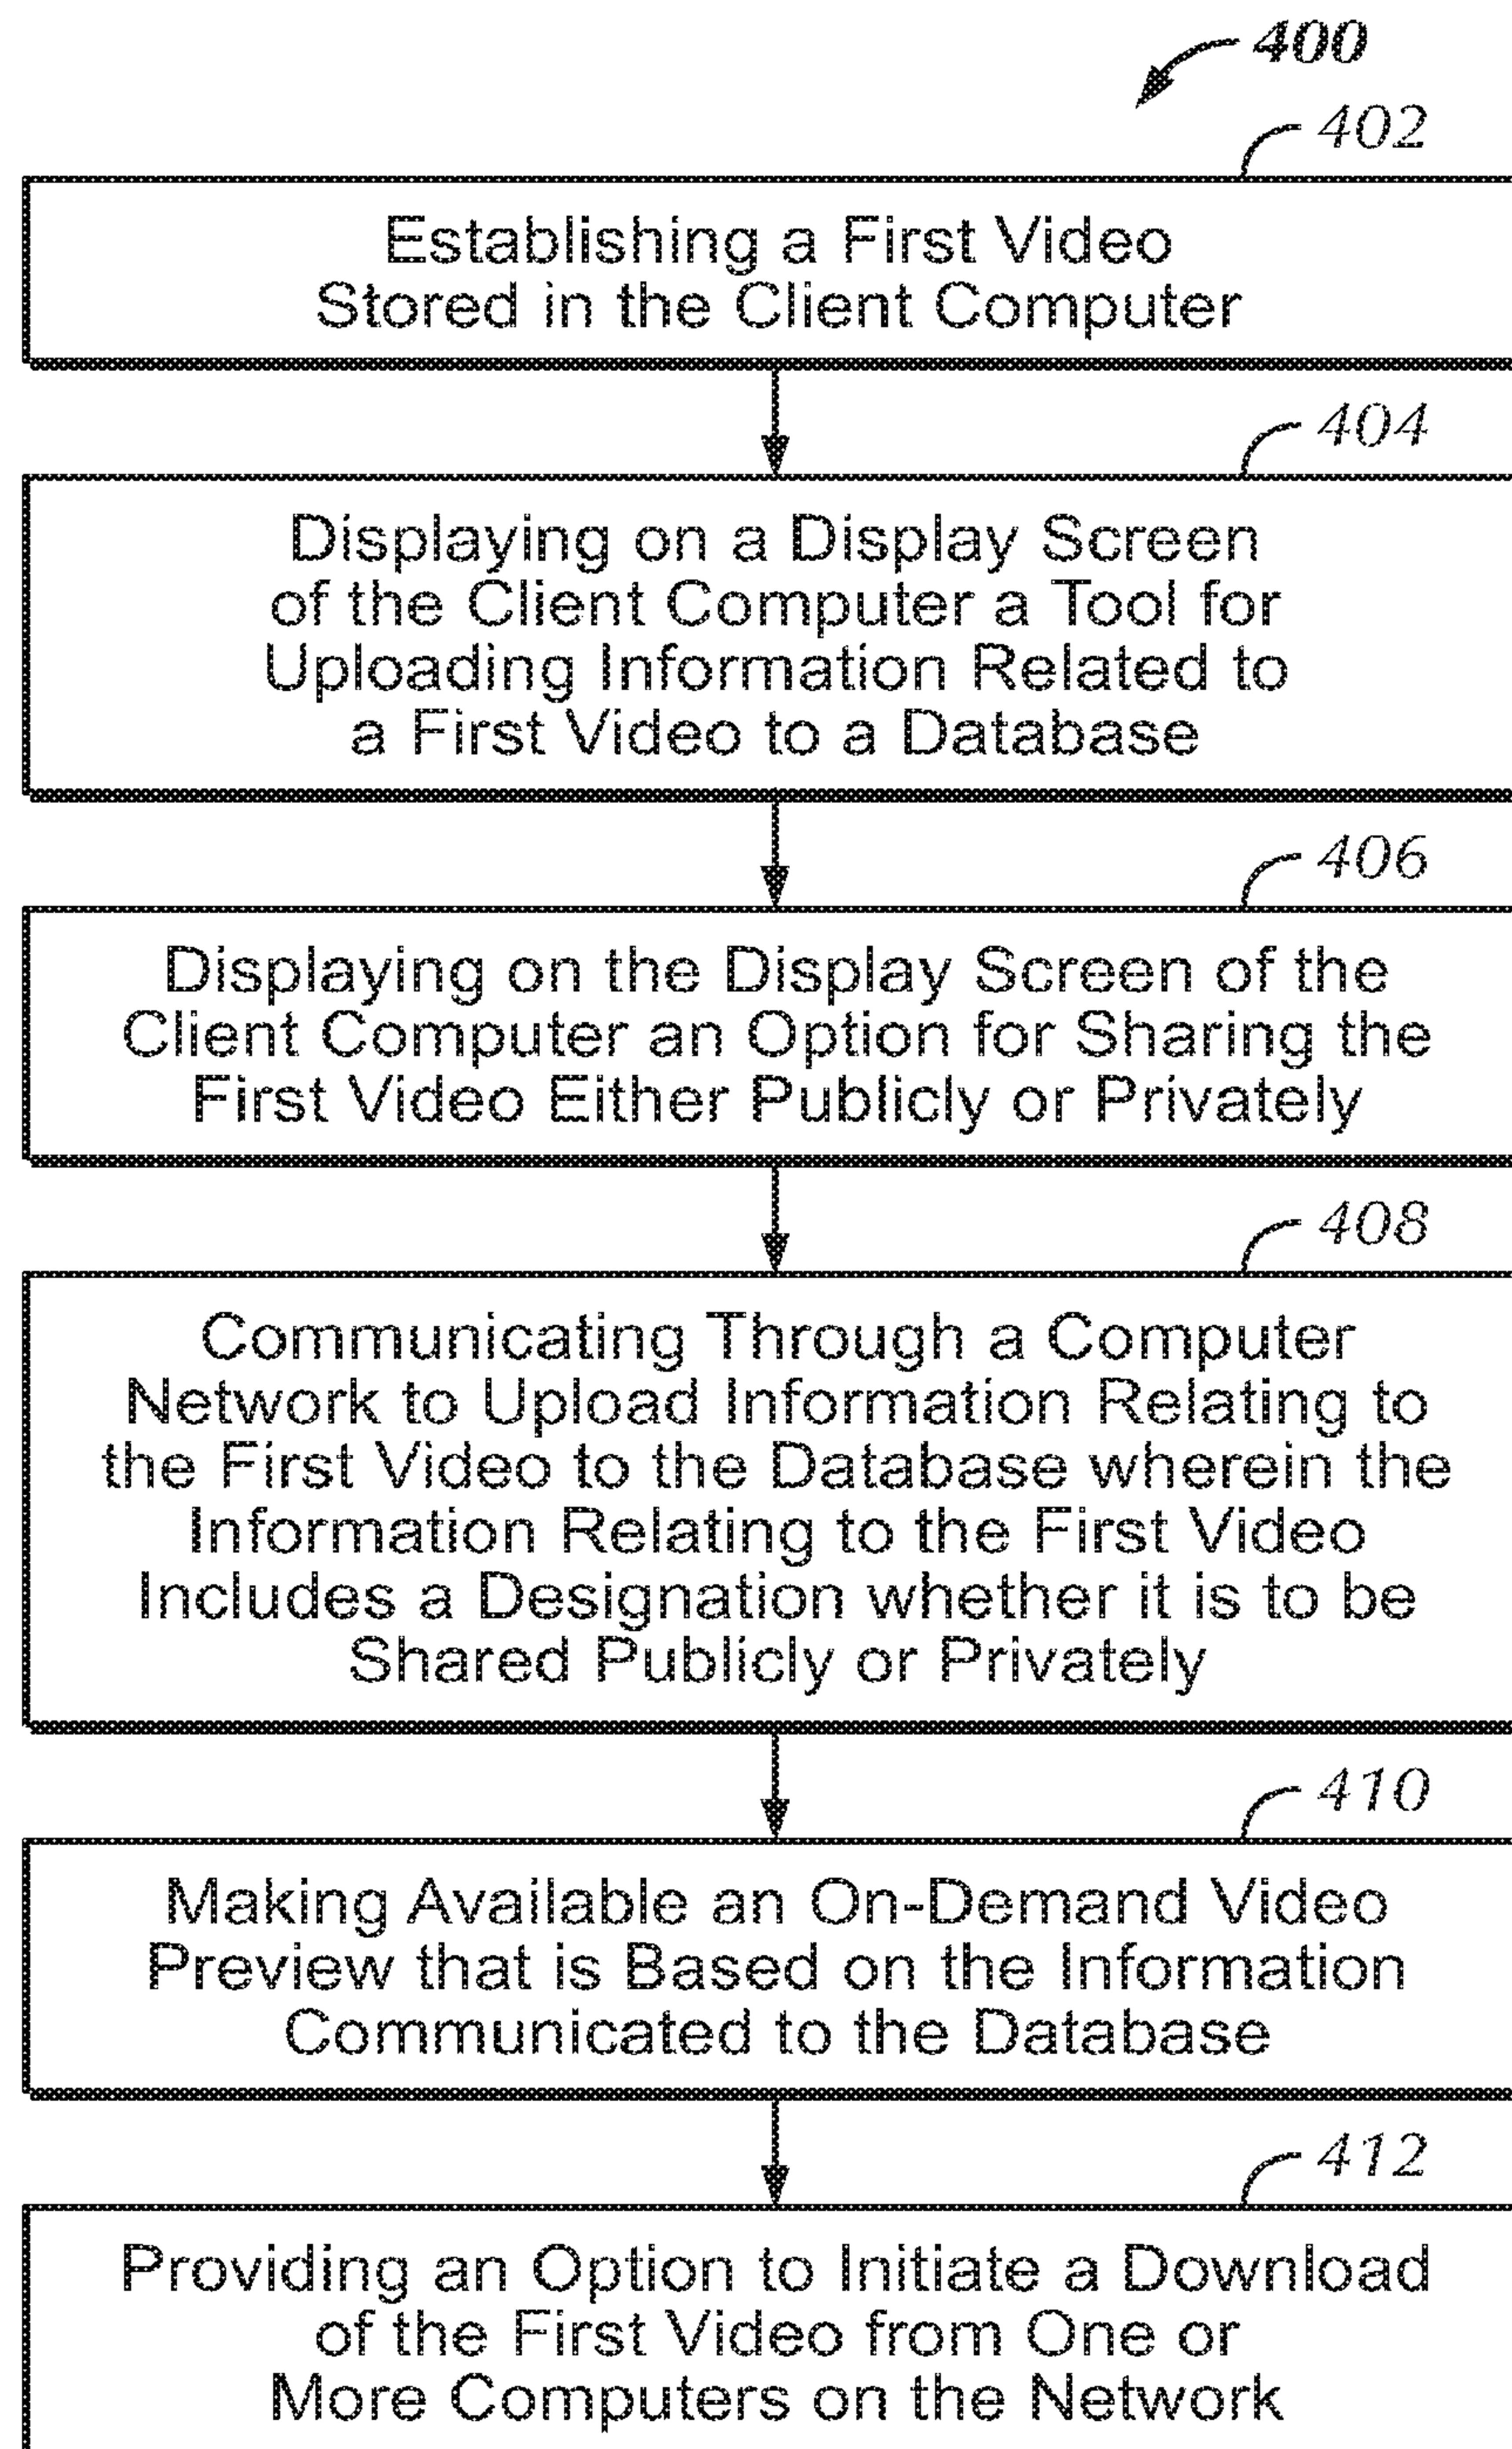 400
402
Establishing a First Video
Stored in the Client Computer
404
Displaying on a Display Screen
of the Client Computer a Tool for
Uploading Information Related to
a First Video to a Database
406
Displaying on the Display Screen of the
Client Computer an Option for Sharing the
First Video Either Publicly or Privately
408
Communicating Through a Computer
Network to Upload Information Relating to
the First Video to the Database wherein the
Information Relating to the First Video
Includes a Designation whether it is to be
Shared Publicly or Privately
410
Making Available an On-Demand Video
Preview that is Based on the Information
Communicated to the Database
412
Providing an Option to Initiate a Download
of the First Video from One or
More Computers on the Network